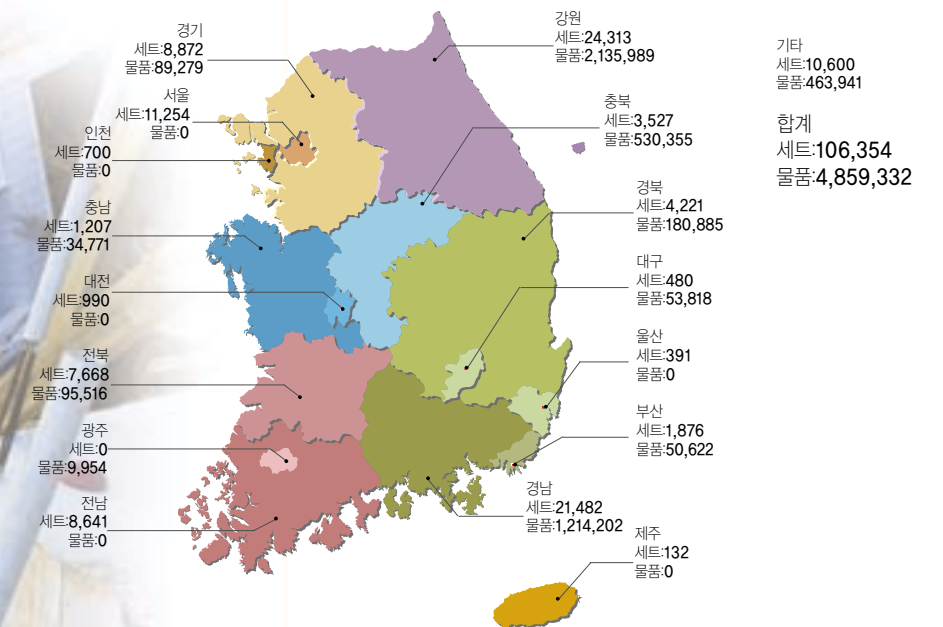 경기
세트:8,872
물품:89,279
서울
세트:11,254
물품:0
인천
세트:700
물품:0
충남
세트:1,207
물품:34,771
대전
세트:990
물품:0
전북
세트:7,668
물품:95,516
광주
세트:0
물품:9,954
전남
세트:8,641
물품:0
강원
세트:24,313
물품:2,135,989
충북
세트:3,527
물품:530,355
경북
세트:4,221
물품:180,885
대구
세트:480
물품:53,818
울산
세트:391
물품:0
부산
세트:1,876
물품:50,622
경남
세트:21,482
물품:1,214,202
제주
세트:132
물품:0
기타
세트:10,600
물품:463,941
합계
세트:106,354
물품:4,859,332